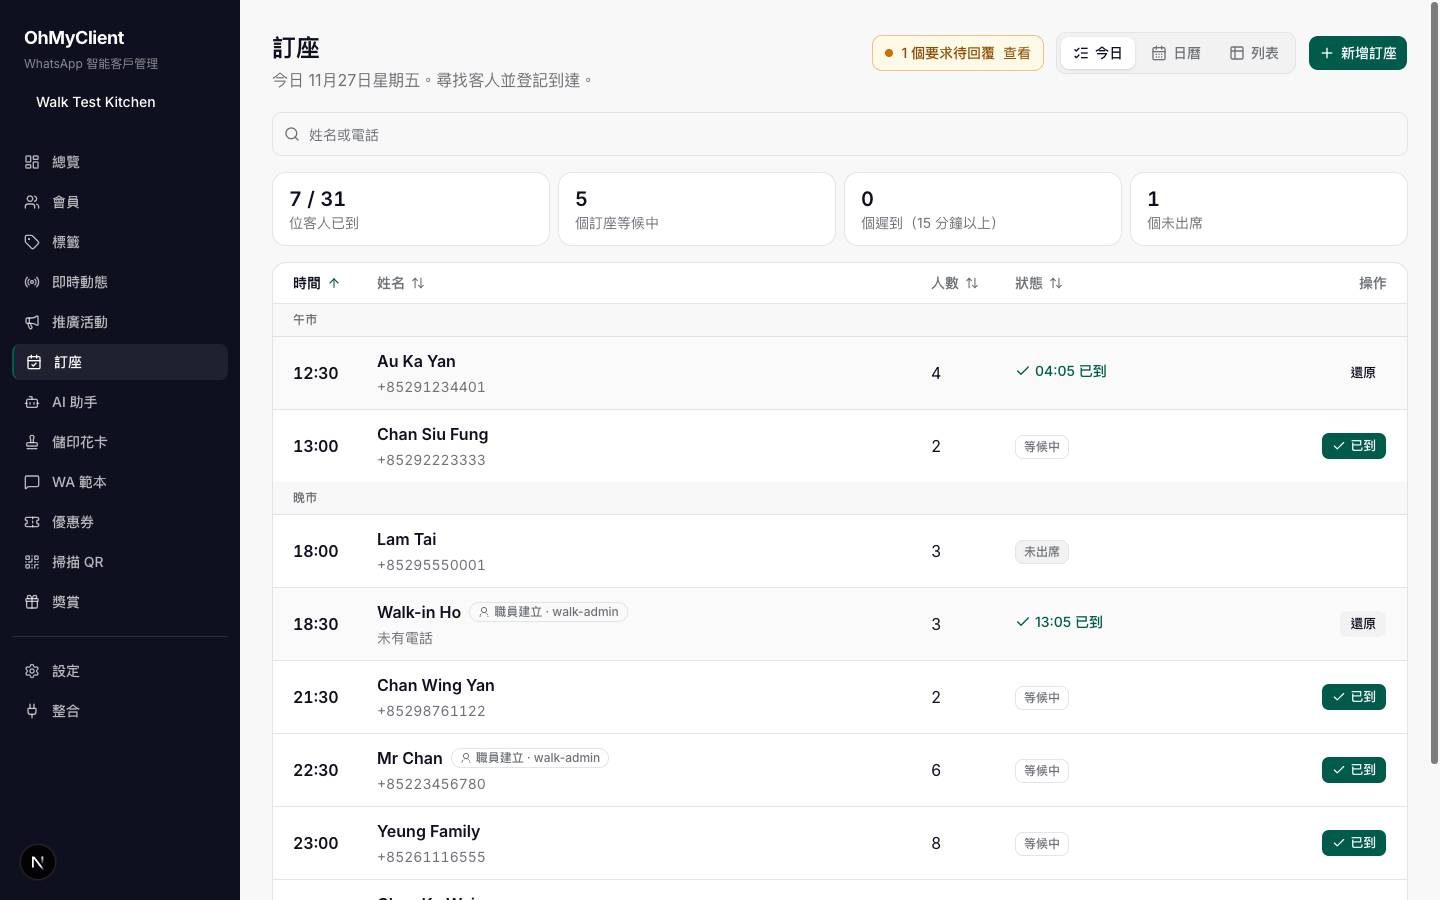 OhMyClient
WhatsApp 智能客戶管理
Walk Test Kitchen
總覽
會員
標籤
即時動態
推廣活動
訂座
AI 助手
儲印花卡
WA 範本
優惠券
掃描 QR
獎賞
設定
整合
N
訂座
今日 11月27日星期五。尋找客人並登記到達。
1 個要求待回覆 查看
今日
日曆
列表
新增訂座
姓名或電話
7 / 31
位客人已到
5
個訂座等候中
0
個遲到（15 分鐘以上）
1
個未出席
時間 姓名 人數 狀態 操作
午市
12:30 Au Ka Yan 4 04:05 已到 還原
+85291234401
13:00 Chan Siu Fung 2 等候中 已到
+85292223333
晚市
18:00 Lam Tai 3 未出席
+85295550001
18:30 Walk-in Ho 職員建立 · walk-admin 3 13:05 已到 還原
未有電話
21:30 Chan Wing Yan 2 等候中 已到
+85298761122
22:30 Mr Chan 職員建立 · walk-admin 6 等候中 已到
+85223456780
23:00 Yeung Family 8 等候中 已到
+85261116555